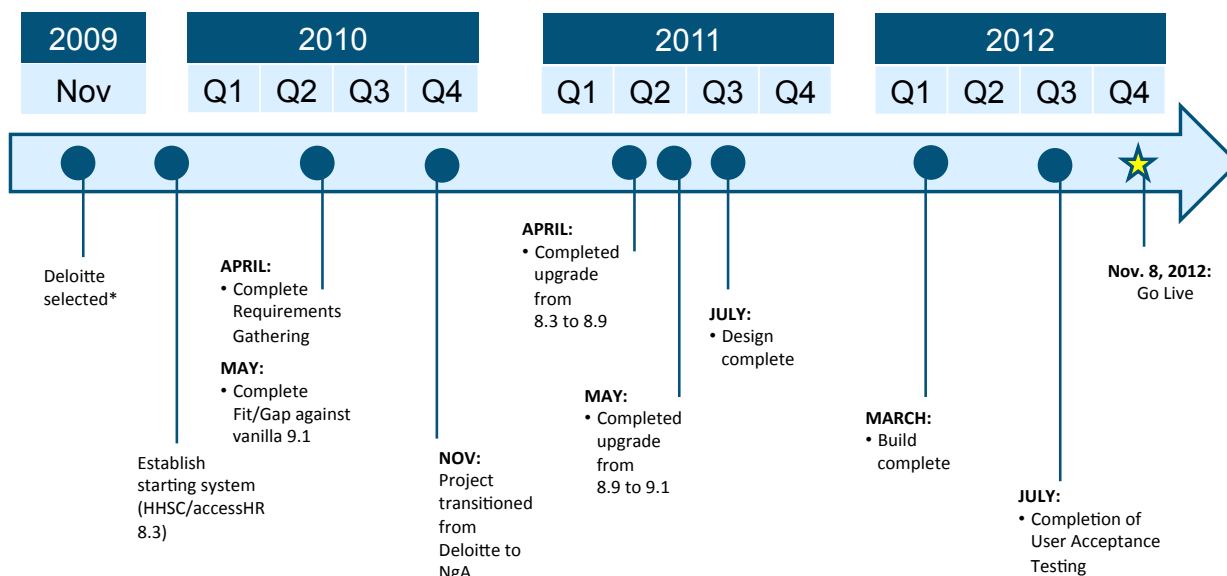 2009
2010
2011
2012
Nov
Q1 Q2 Q3 Q4
Q1 Q2 Q3 Q4
Q1 Q2 Q3 Q4
Deloitte
selected*
Establish
starting system
(HHSC/accessHR
8.3)
APRIL:
• Complete
Requirements
Gathering
MAY:
• Complete
Fit/Gap against
vanilla 9.1
NOV:
Project
transitioned
from
Deloitte to
NgA
APRIL:
• Completed
upgrade
from
8.3 to 8.9
MAY:
• Completed
upgrade
from
8.9 to 9.1
JULY:
• Design
complete
MARCH:
• Build
complete
JULY:
• Completion of
User Acceptance
Testing
Nov. 8, 2012:
Go Live